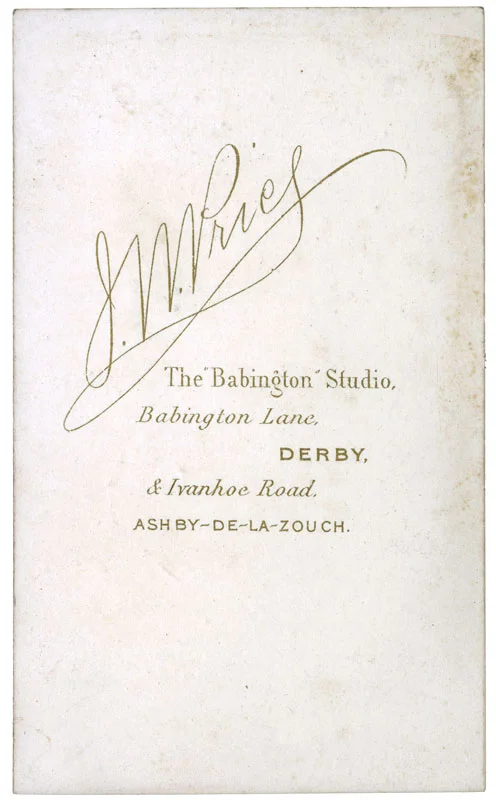 J. W. Price
The "Babington" Studio,
Babington Lane,
DERBY,
& Ivanhoe Road,
ASHBY-DE-LA-ZOUCH.